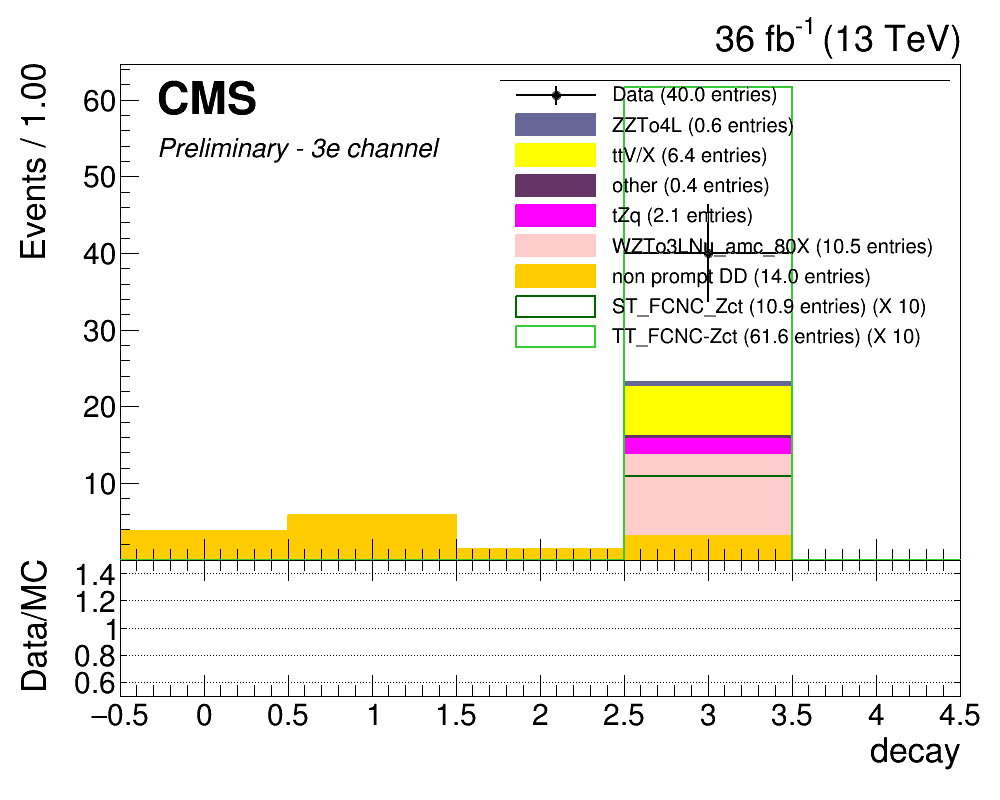 36 fb-1 (13 TeV)
Events / 1.00
CMS
Preliminary - 3e channel
Data (40.0 entries)
ZZTo4L (0.6 entries)
ttV/X (6.4 entries)
other (0.4 entries)
tZq (2.1 entries)
WZTo3LNu_amc_80X (10.5 entries)
non prompt DD (14.0 entries)
ST_FCNC_Zct (10.9 entries) (X 10)
TT_FCNC-Zct (61.6 entries) (X 10)
60
50
40
30
20
10
Data/MC
1.4
1.2
1
0.8
0.6
−0.5 0 0.5 1 1.5 2 2.5 3 3.5 4 4.5
decay